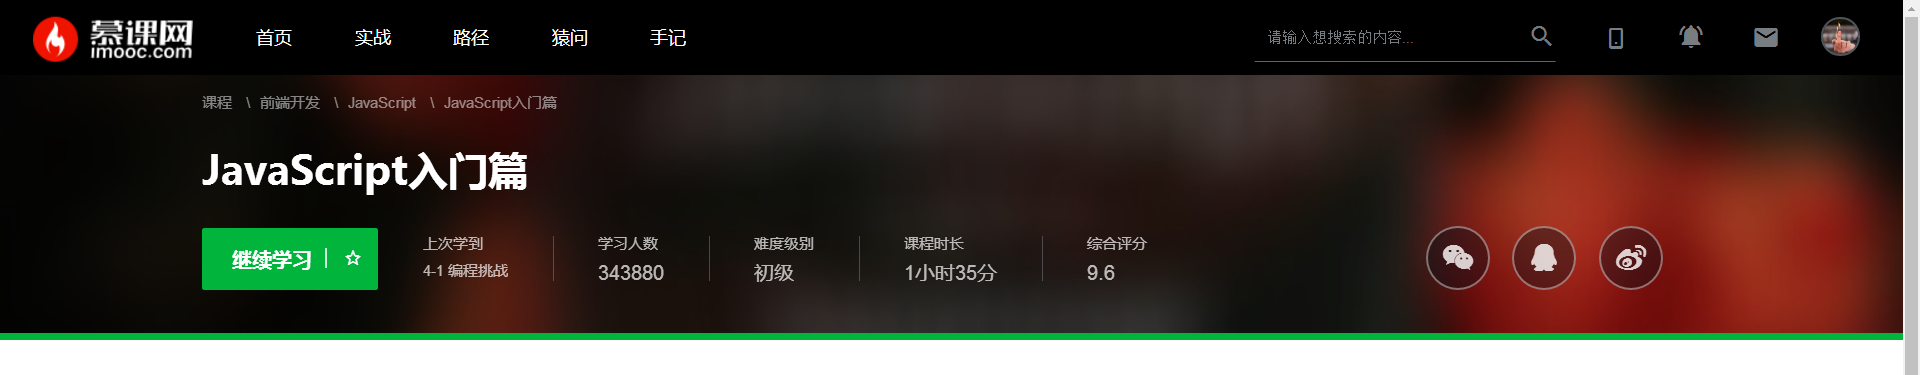 慕课网
imooc.com
首页 实战 路径 猿问 手记
请输入想搜索的内容...
课程 \ 前端开发 \ JavaScript \ JavaScript入门篇
JavaScript入门篇
继续学习
上次学到 学习人数 难度级别 课程时长 综合评分
4-1 编程挑战 343880 初级 1小时35分 9.6